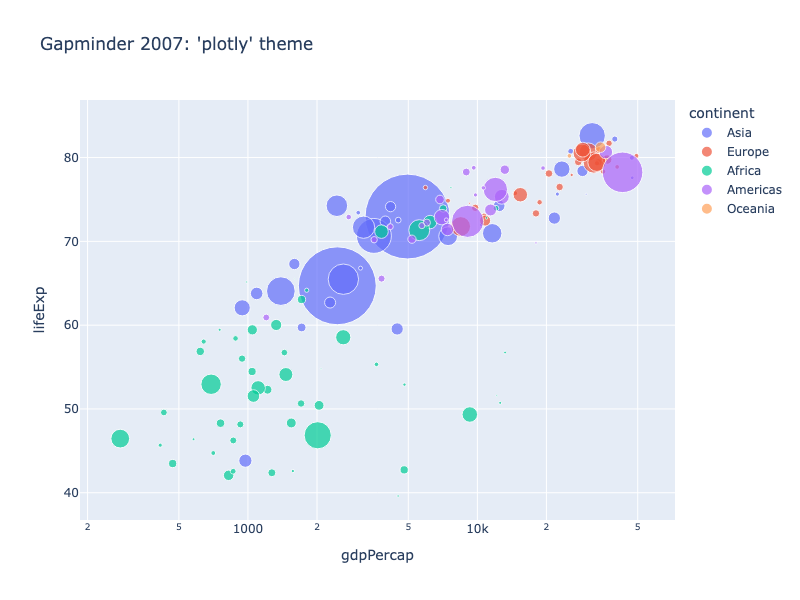 Gapminder 2007: 'plotly' theme
continent
Asia
Europe
Africa
Americas
Oceania
lifeExp
80
70
60
50
40
2 5 1000 2 5 10k 2 5
gdpPercap